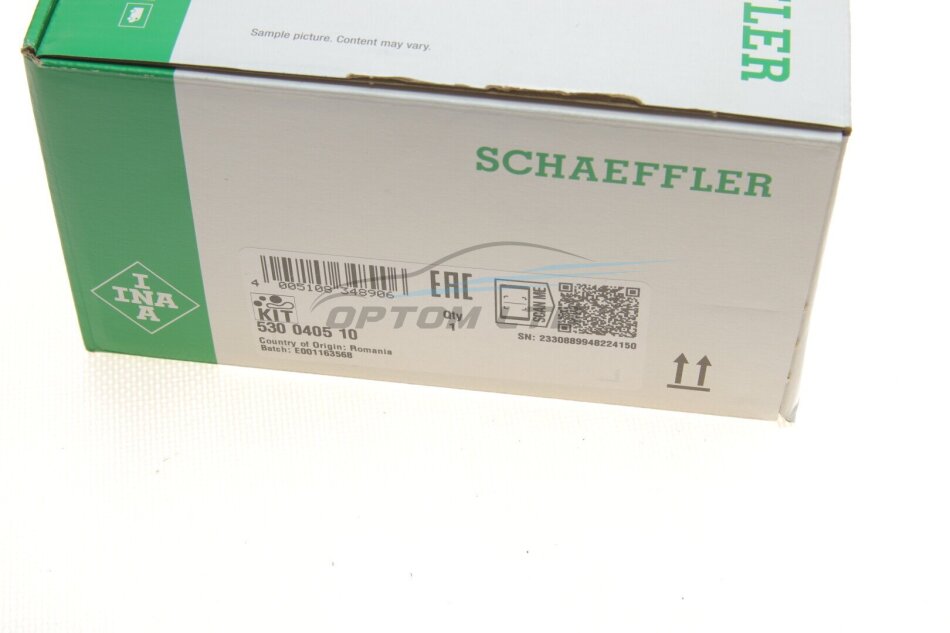 Sample picture. Content may vary.
FLER
SCHAEFFLER
INA
INA
4 005108 348906
EAC
KIT
Qty
1
SCAN ME
530 0405 10
OPTOM
Country of Origin: Romania
Batch: E001163568
SN: 2330889948224150